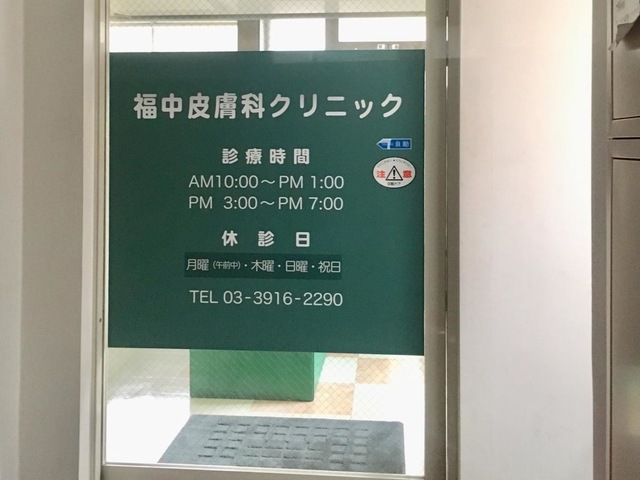 福中皮膚科クリニック
診療時間
AM10:00～PM 1:00
PM 3:00～PM 7:00
休診日
月曜(午前中)・木曜・日曜・祝日
TEL 03-3916-2290
自動
注意